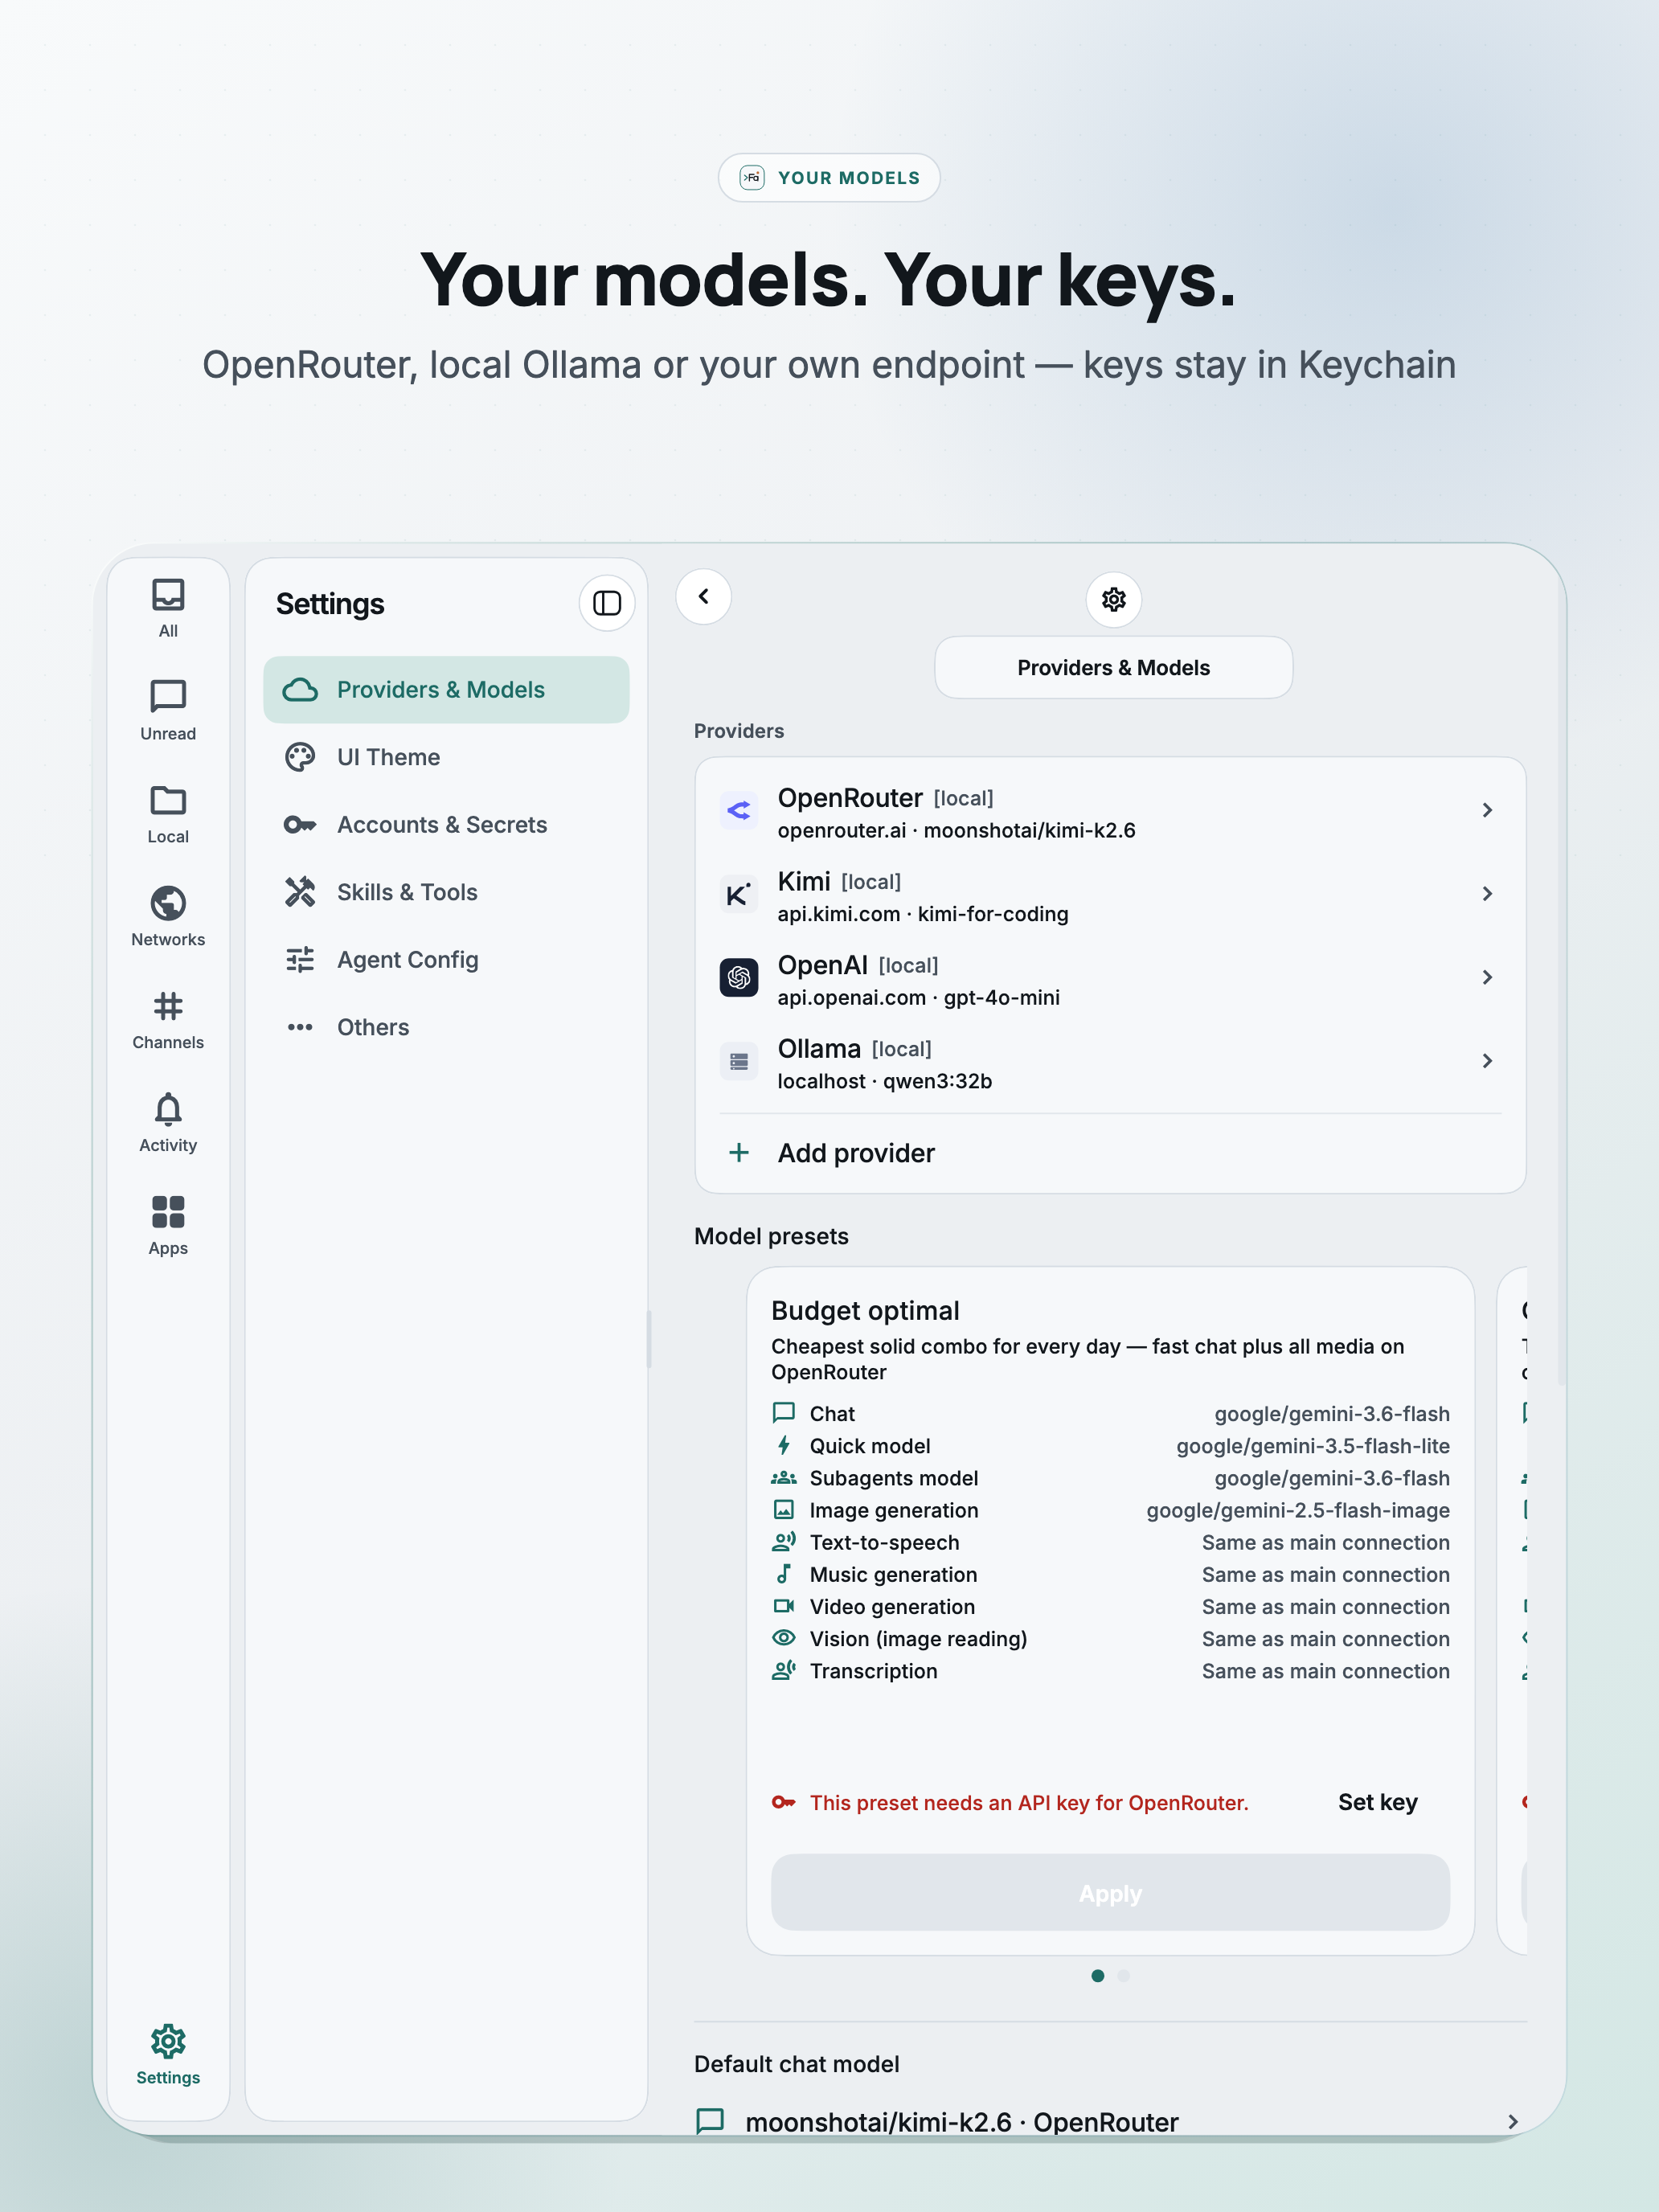 >Fa YOUR MODELS
Your models. Your keys.
OpenRouter, local Ollama or your own endpoint — keys stay in Keychain
All
Unread
Local
Networks
Channels
Activity
Apps
Settings
Settings
Providers & Models
UI Theme
Accounts & Secrets
Skills & Tools
Agent Config
Others
Providers & Models
Providers
OpenRouter [local]
openrouter.ai · moonshotai/kimi-k2.6
Kimi [local]
api.kimi.com · kimi-for-coding
OpenAI [local]
api.openai.com · gpt-4o-mini
Ollama [local]
localhost · qwen3:32b
+ Add provider
Model presets
Budget optimal
Cheapest solid combo for every day — fast chat plus all media on
OpenRouter
Chat google/gemini-3.6-flash
Quick model google/gemini-3.5-flash-lite
Subagents model google/gemini-3.6-flash
Image generation google/gemini-2.5-flash-image
Text-to-speech Same as main connection
Music generation Same as main connection
Video generation Same as main connection
Vision (image reading) Same as main connection
Transcription Same as main connection
This preset needs an API key for OpenRouter. Set key
Apply
Default chat model
moonshotai/kimi-k2.6 · OpenRouter